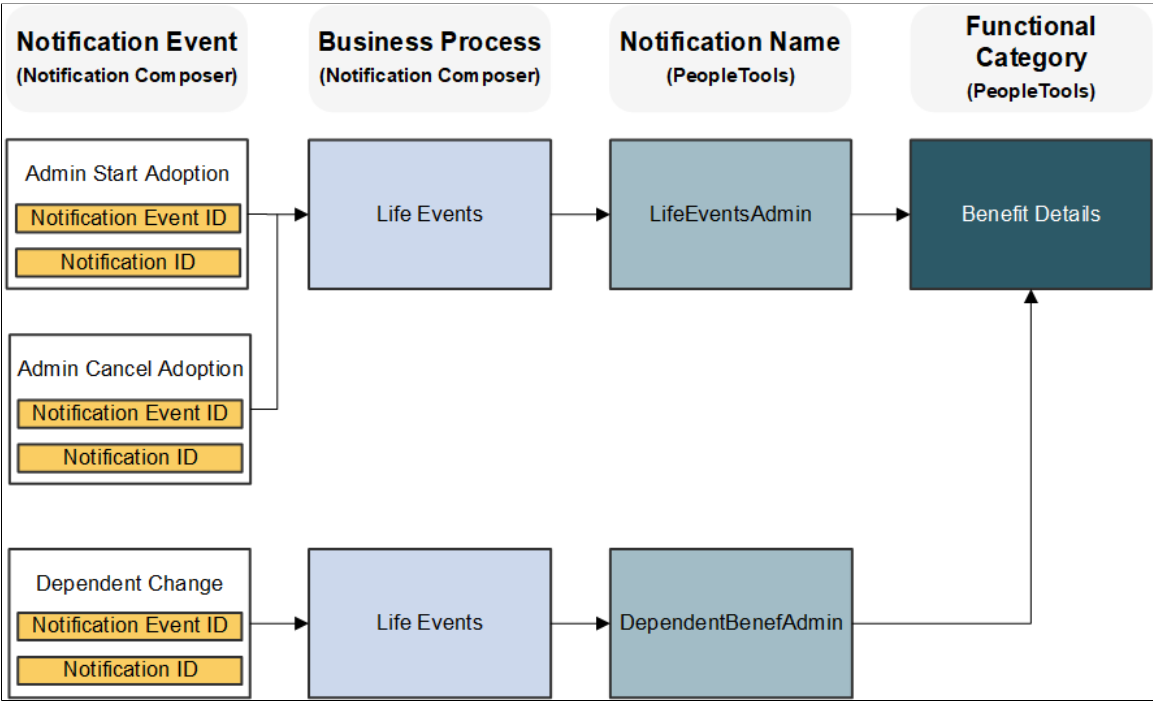 Notification Event
(Notification Composer)
Business Process
(Notification Composer)
Notification Name
(PeopleTools)
Functional
Category
(PeopleTools)
Admin Start Adoption
Notification Event ID
Notification ID
Life Events
LifeEventsAdmin
Benefit Details
Admin Cancel Adoption
Notification Event ID
Notification ID
Dependent Change
Notification Event ID
Notification ID
Life Events
DependentBenefAdmin